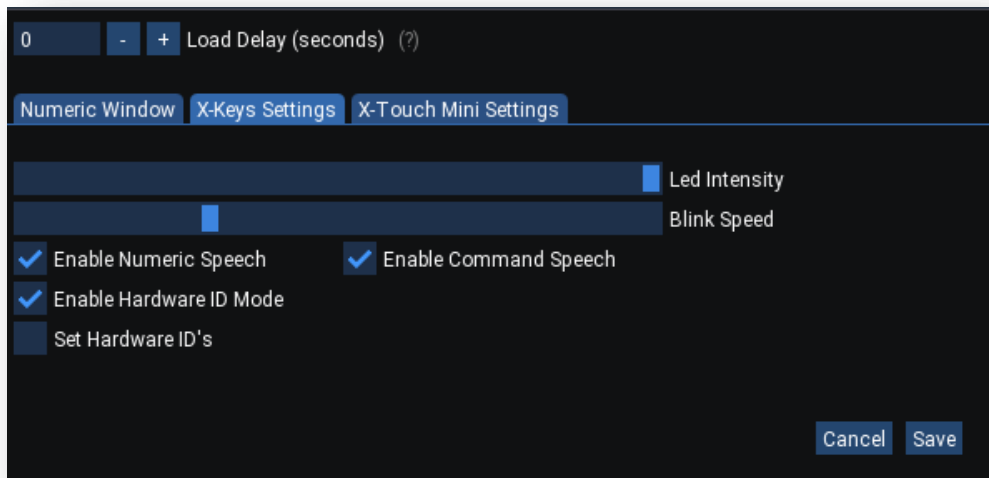 0 - + Load Delay (seconds) (?)
Numeric Window X-Keys Settings X-Touch Mini Settings
Led Intensity
Blink Speed
Enable Numeric Speech Enable Command Speech
Enable Hardware ID Mode
Set Hardware ID's
Cancel Save